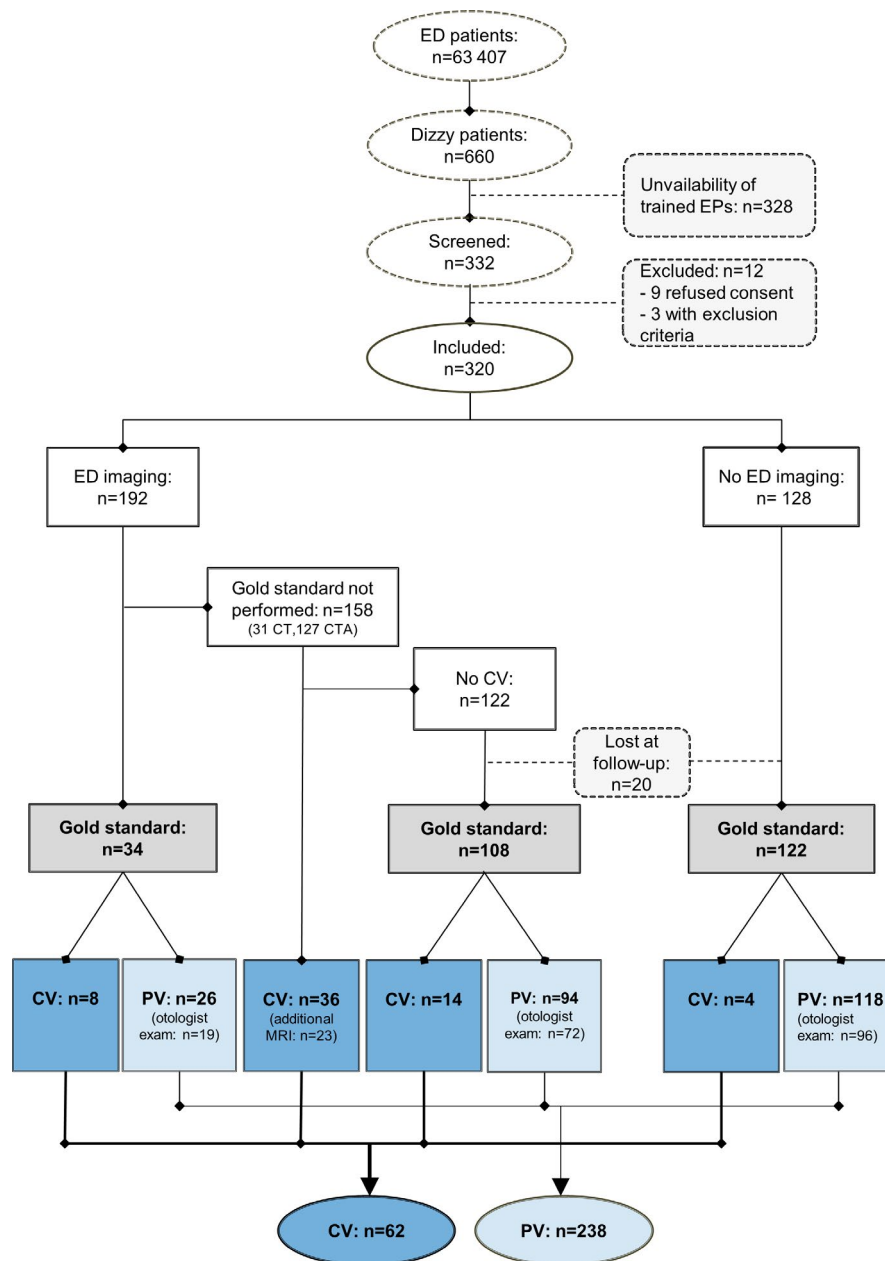 ED patients:
n=63 407
Dizzy patients:
n=660
Unvailability of
trained EPs: n=328
Screened:
n=332
Excluded: n=12
- 9 refused consent
- 3 with exclusion
criteria
Included:
n=320
ED imaging:
n=192
No ED imaging:
n= 128
Gold standard not
performed: n=158
(31 CT,127 CTA)
No CV:
n=122
Lost at
follow-up:
n=20
Gold standard:
n=34
Gold standard:
n=108
Gold standard:
n=122
CV: n=8
PV: n=26
(otologist
exam: n=19)
CV: n=36
(additional
MRI: n=23)
CV: n=14
PV: n=94
(otologist
exam: n=72)
CV: n=4
PV: n=118
(otologist
exam: n=96)
CV: n=62
PV: n=238